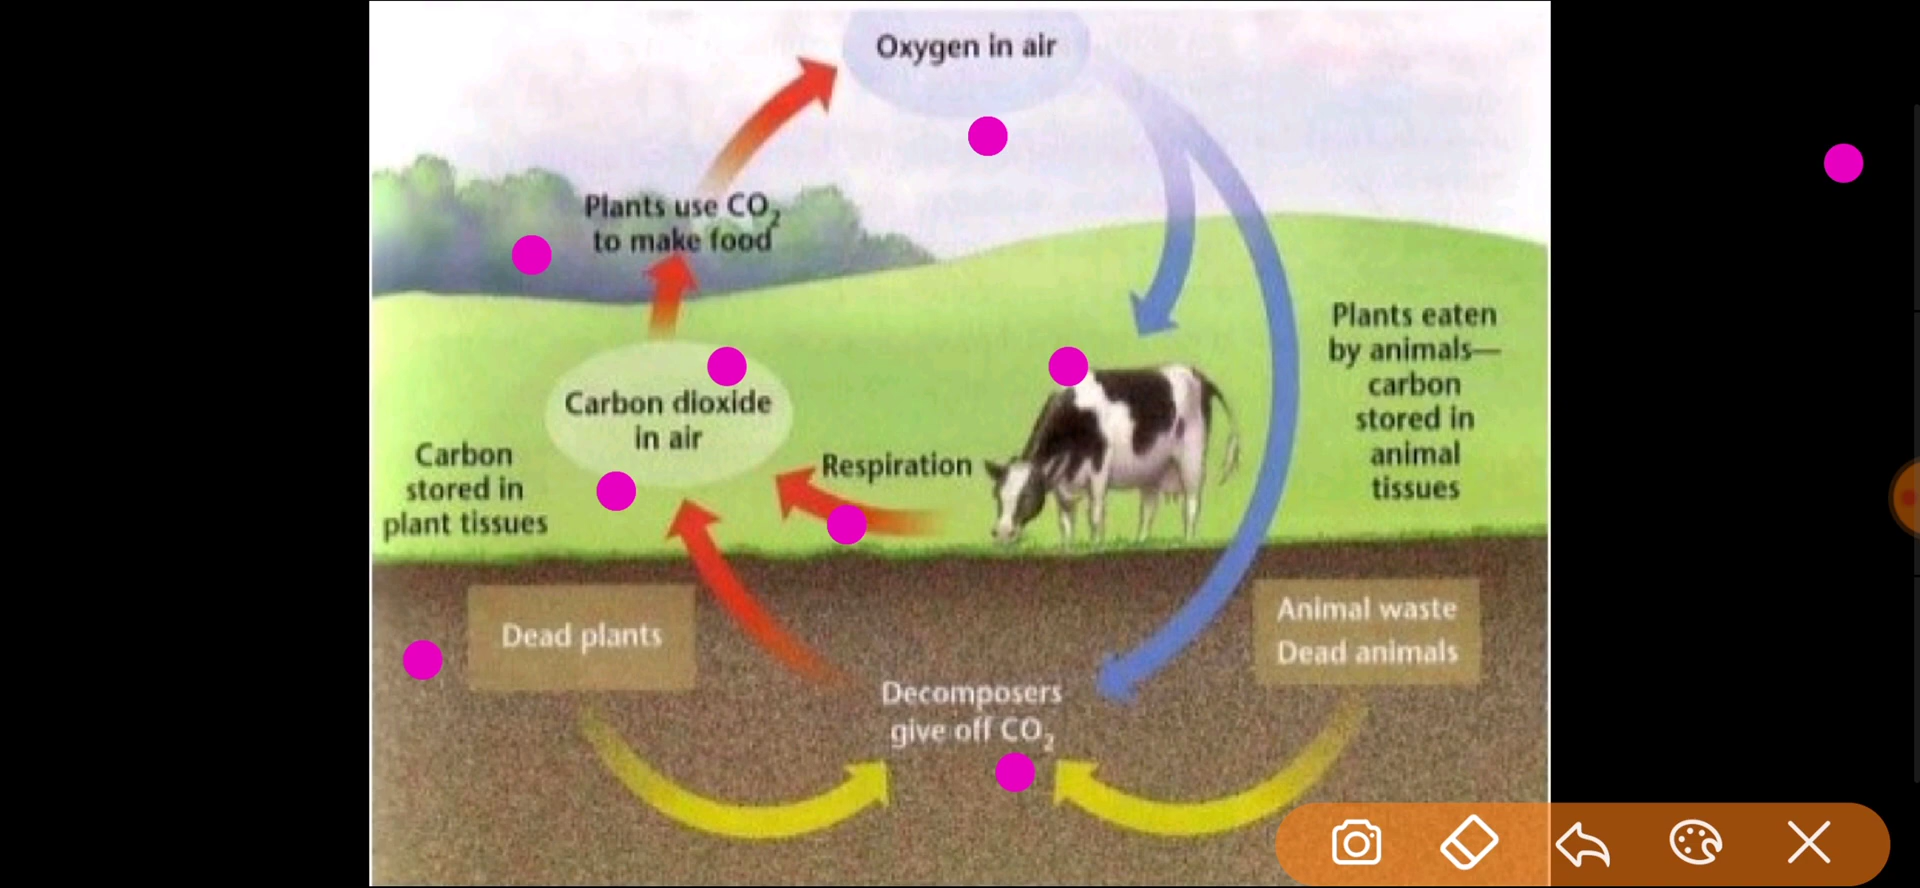 Oxygen in air
Plants use CO₂
to make food
Carbon dioxide
in air
Carbon
stored in
plant tissues
Respiration
Plants eaten
by animals—
carbon
stored in
animal
tissues
Dead plants
Decomposers
give off CO₂
Animal waste
Dead animals